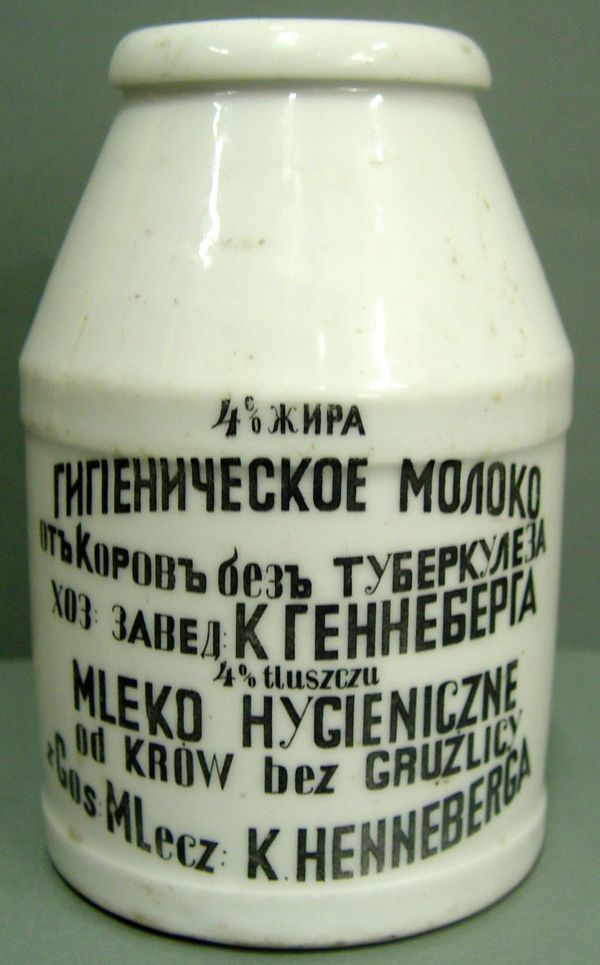 4% ЖИРА
ГИГІЕНИЧЕСКОЕ МОЛОКО
отъ Коровъ безъ ТУБЕРКУЛЕЗА
хоз: ЗАВЕД: К ГЕННЕБЕРГА
4% tłuszczu
MLEKO HYGIENICZNE
od KRÓW bez GRUŹLICY
z Gos: MLecz: K. HENNEBERGA